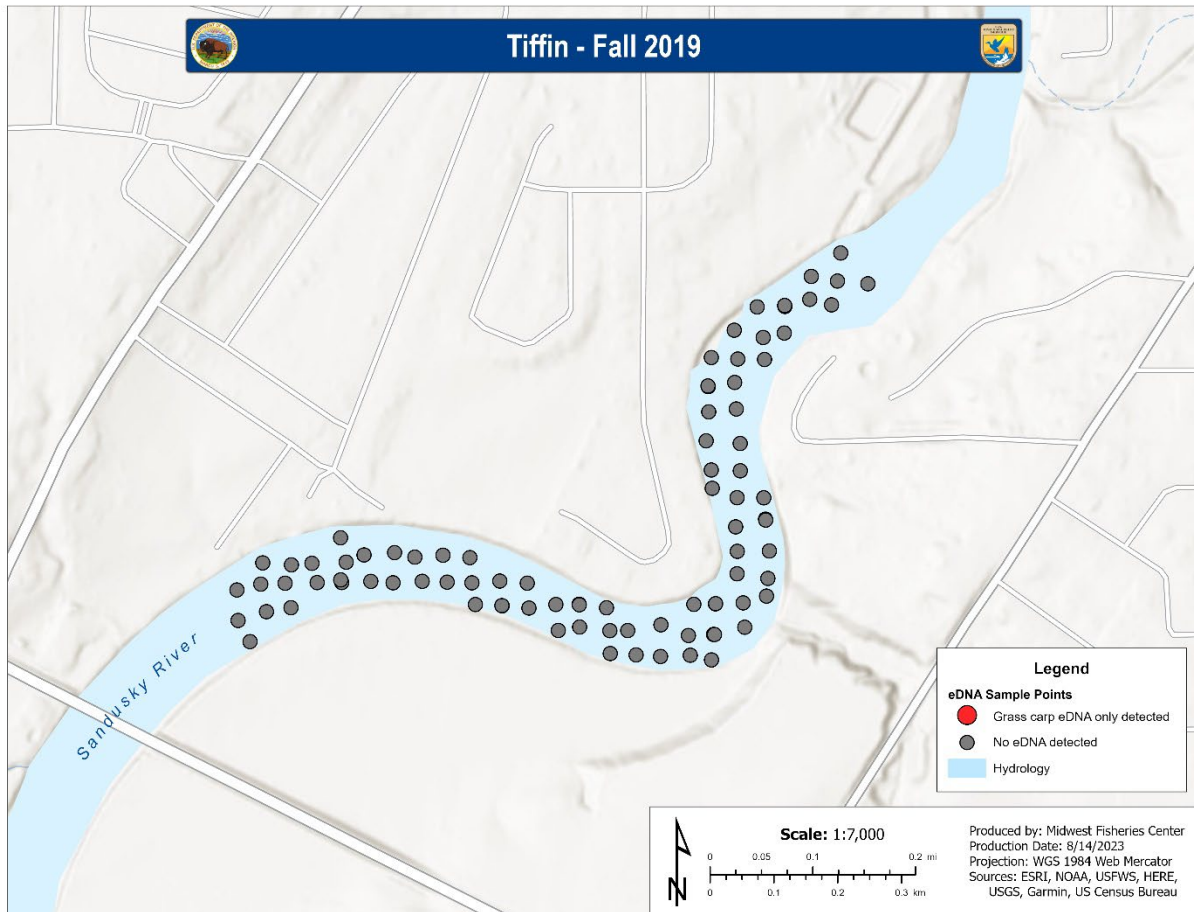 Tiffin - Fall 2019
Sandusky River
Legend
eDNA Sample Points
Grass carp eDNA only detected
No eDNA detected
Hydrology
N
Scale: 1:7,000
0 0.05 0.1 0.2 mi
0 0.1 0.2 0.3 km
Produced by: Midwest Fisheries Center
Production Date: 8/14/2023
Projection: WGS 1984 Web Mercator
Sources: ESRI, NOAA, USFWS, HERE,
USGS, Garmin, US Census Bureau